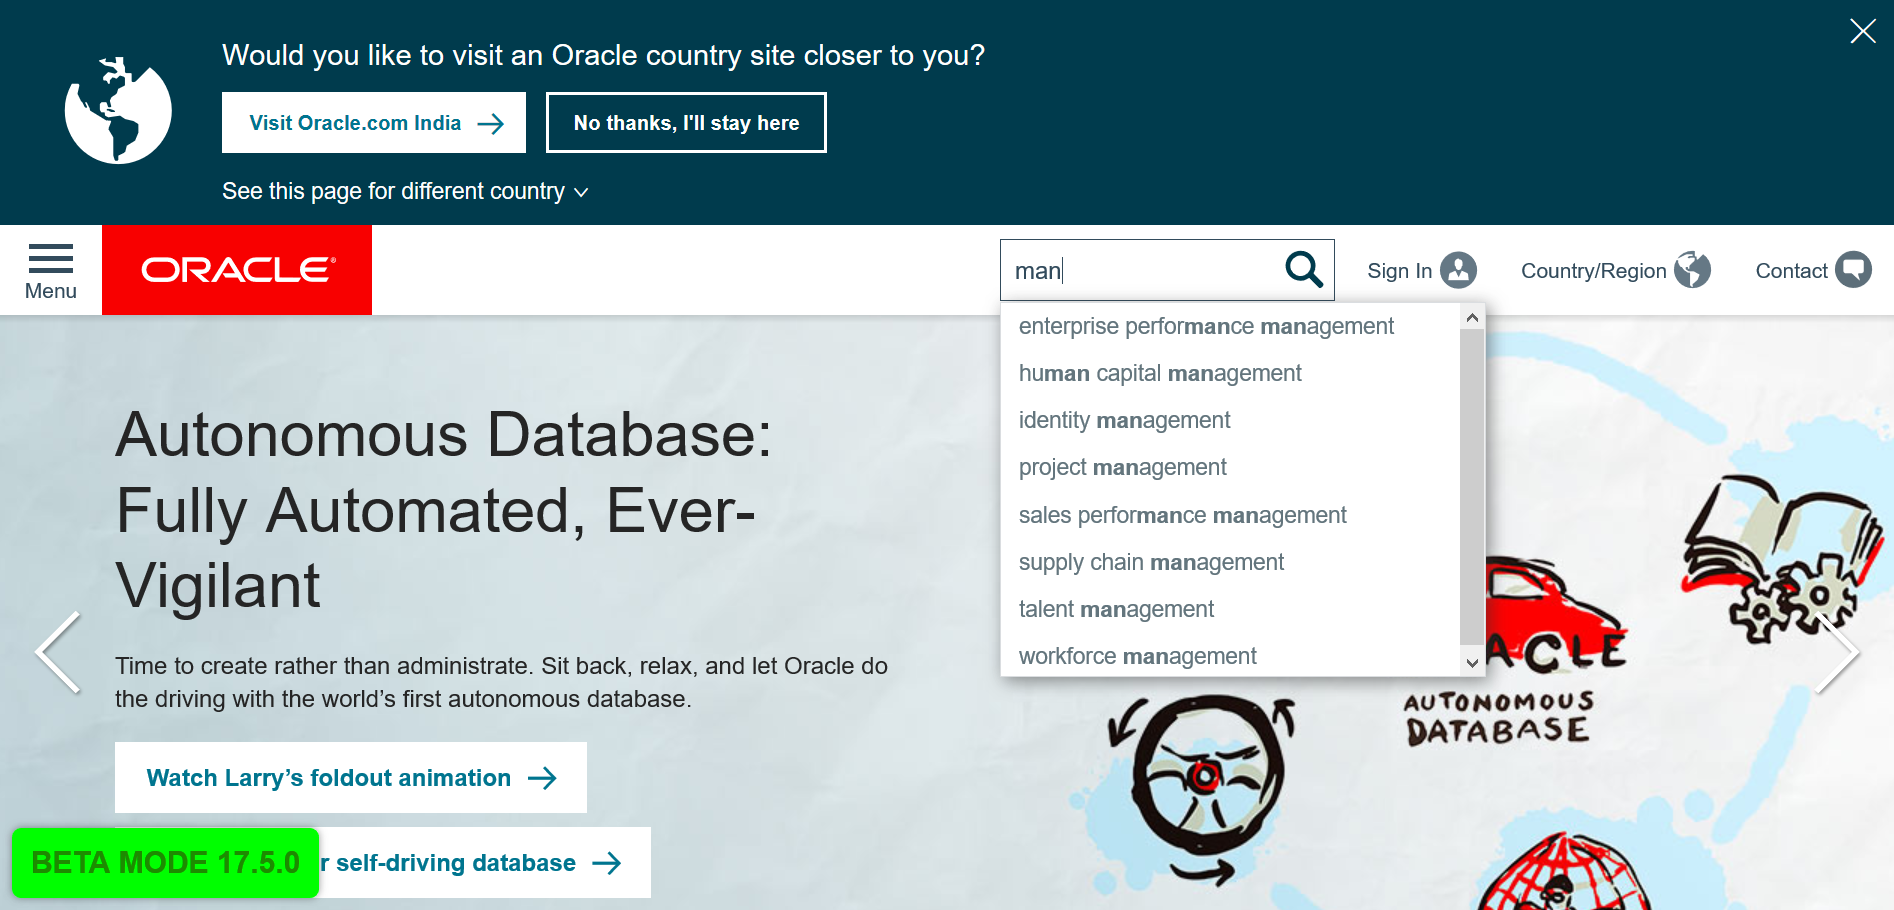 Would you like to visit an Oracle country site closer to you?
Visit Oracle.com India
No thanks, I'll stay here
See this page for different country
Menu
ORACLE®
man
Sign In
Country/Region
Contact
enterprise performance management
human capital management
identity management
project management
sales performance management
supply chain management
talent management
workforce management
Autonomous Database:
Fully Automated, Ever-
Vigilant
Time to create rather than administrate. Sit back, relax, and let Oracle do
the driving with the world’s first autonomous database.
Watch Larry’s foldout animation
BETA MODE 17.5.0
self-driving database
ACLE
AUTONOMOUS
DATABASE